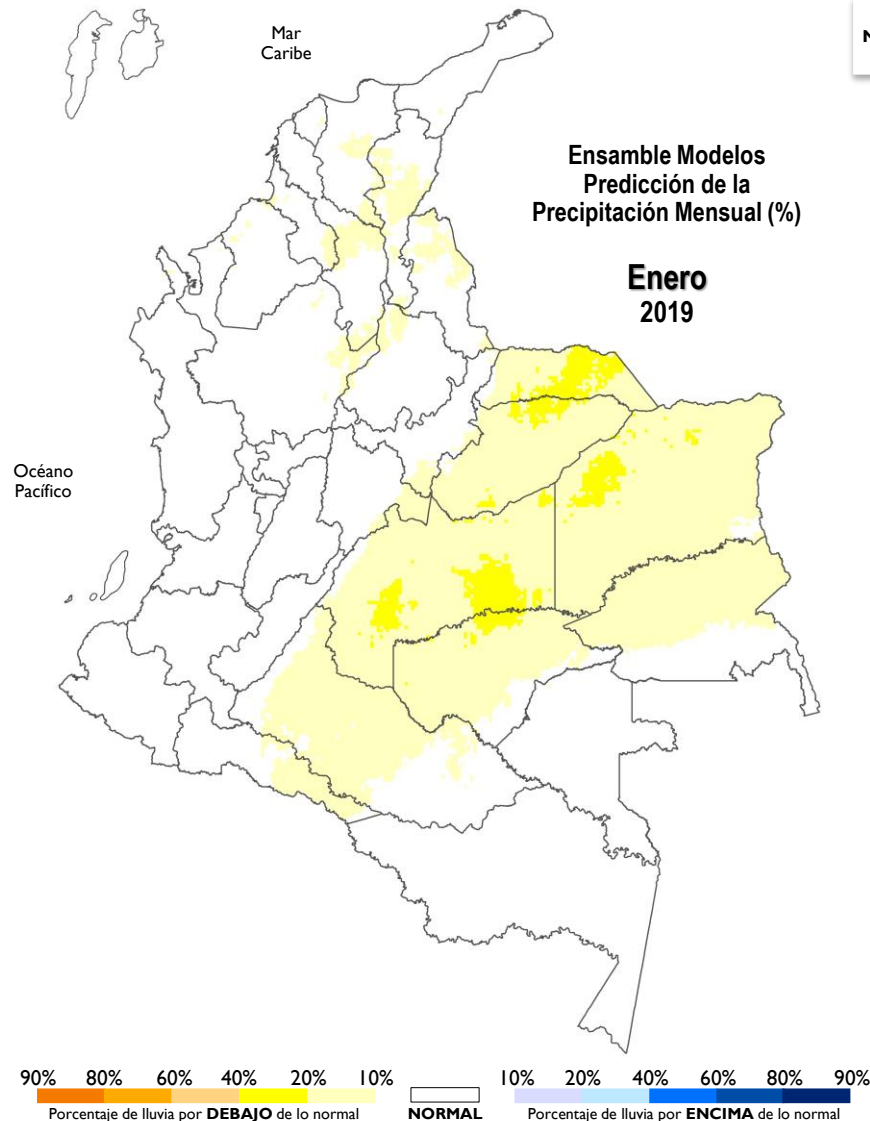 Mar
Caribe
Ensamble Modelos
Predicción de la
Precipitación Mensual (%)
Enero
2019
Océano
Pacífico
90% 80% 60% 40% 20% 10%
Porcentaje de lluvia por DEBAJO de lo normal
NORMAL
10% 20% 40% 60% 80% 90%
Porcentaje de lluvia por ENCIMA de lo normal